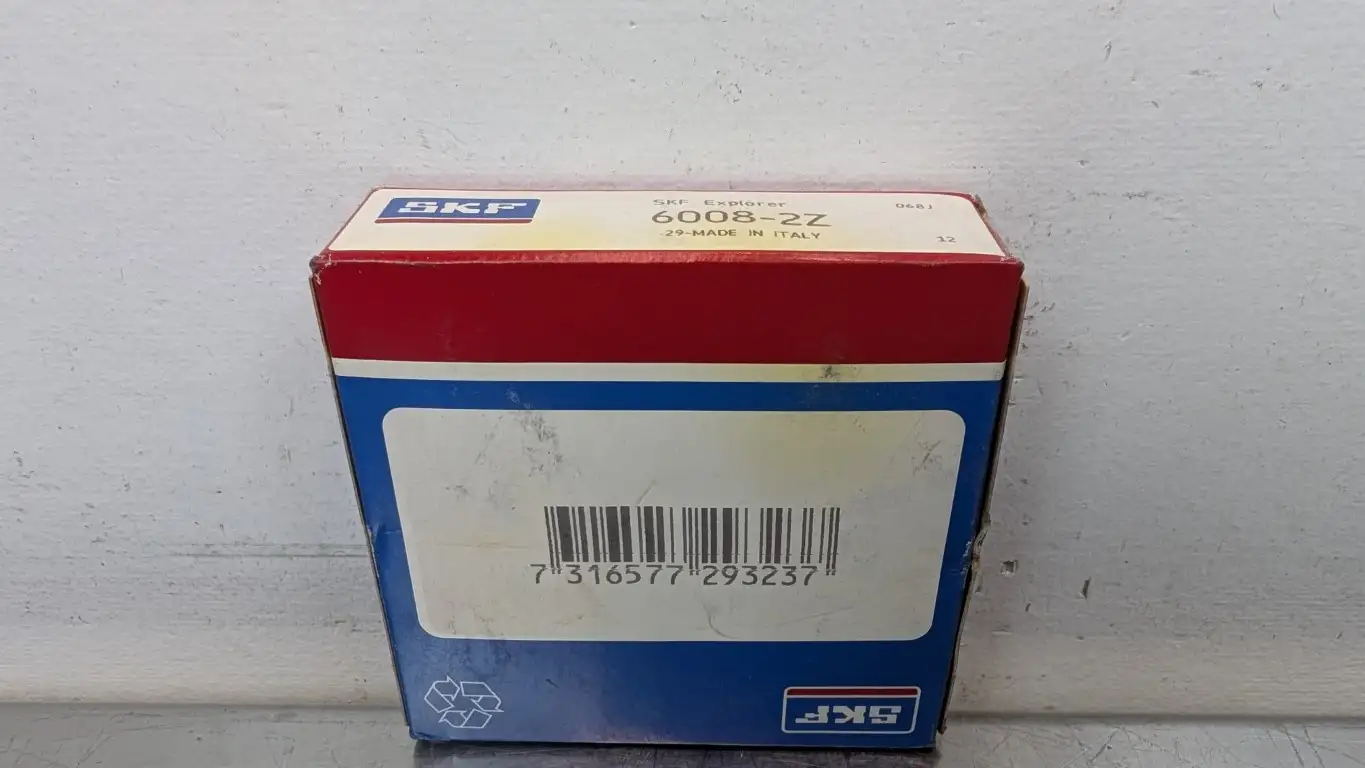 SKF
SKF Explorer
6008-2Z
29-MADE IN ITALY
068J
12
7 316577 293237
SKF